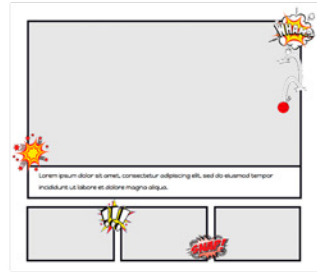 WHAM!
Lorem ipsum dolor sit amet, consectetur adipiscing elit, sed do eiusmod tempor
incididunt ut labore et dolore magna aliqua.